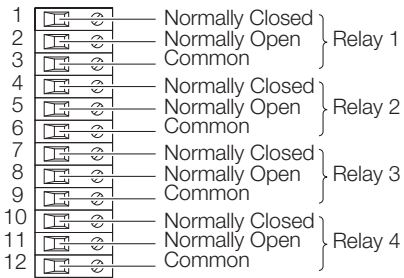 1 Normally Closed
2 Normally Open Relay 1
3 Common
4 Normally Closed
5 Normally Open Relay 2
6 Common
7 Normally Closed
8 Normally Open Relay 3
9 Common
10 Normally Closed
11 Normally Open Relay 4
12 Common